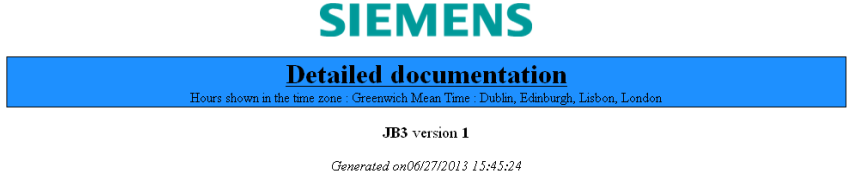 SIEMENS
Detailed documentation
Hours shown in the time zone : Greenwich Mean Time : Dublin, Edinburgh, Lisbon, London
JB3 version 1
Generated on06/27/2013 15:45:24